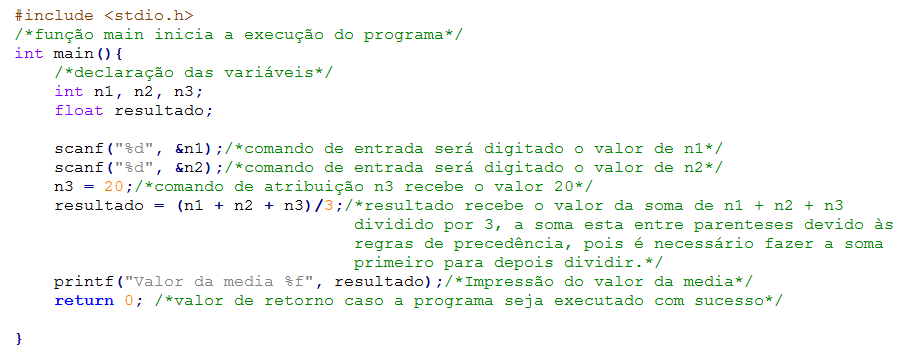 #include <stdio.h>
/*função main inicia a execução do programa*/
int main(){
    /*declaração das variáveis*/
    int n1, n2, n3;
    float resultado;

    scanf("%d", &n1);/*comando de entrada será digitado o valor de n1*/
    scanf("%d", &n2);/*comando de entrada será digitado o valor de n2*/
    n3 = 20;/*comando de atribuição n3 recebe o valor 20*/
    resultado = (n1 + n2 + n3)/3;/*resultado recebe o valor da soma de n1 + n2 + n3
                                  dividido por 3, a soma esta entre parenteses devido às
                                  regras de precedência, pois é necessário fazer a soma
                                  primeiro para depois dividir.*/
    printf("Valor da media %f", resultado);/*Impressão do valor da media*/
    return 0; /*valor de retorno caso a programa seja executado com sucesso*/

}